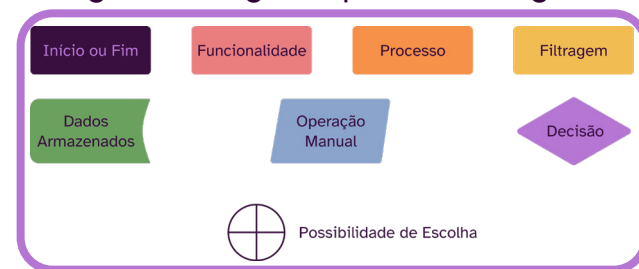 Início ou Fim
Funcionalidade
Processo
Filtragem
Dados
Armazenados
Operação
Manual
Decisão
Possibilidade de Escolha